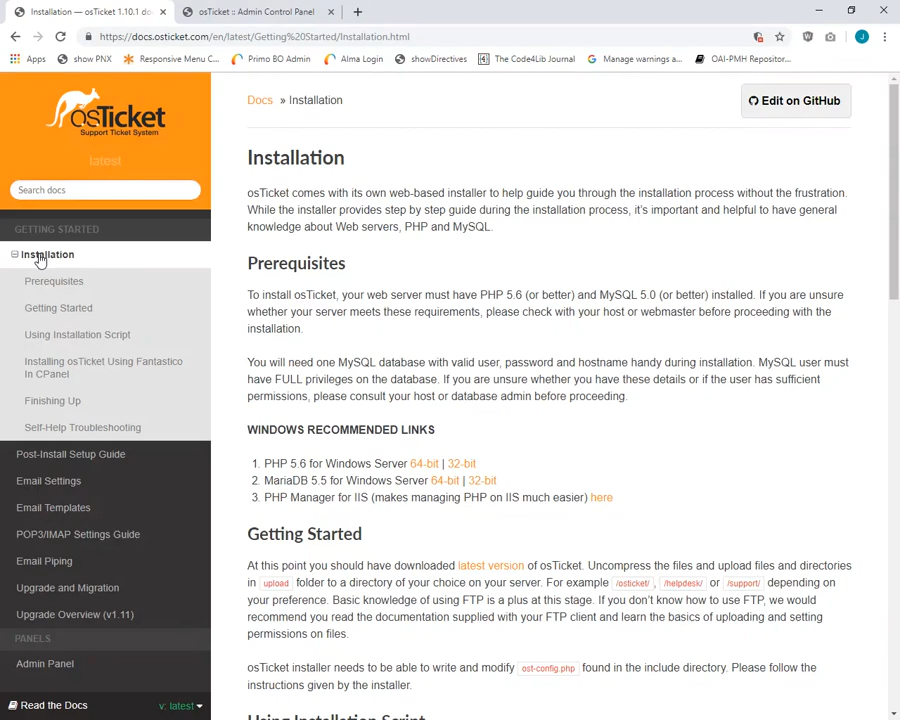 Installation — osTicket 1.10.1 do
osTicket :: Admin Control Panel
https://docs.osticket.com/en/latest/Getting%20Started/Installation.html
J
Apps
show PNX
Responsive Menu C...
Primo BO Admin
Alma Login
showDirectives
The Code4Lib Journal
Manage warnings a...
OAI-PMH Repositor...
osTicket
Support Ticket System
latest
Search docs
GETTING STARTED
Installation
Prerequisites
Getting Started
Using Installation Script
Installing osTicket Using Fantastico
In CPanel
Finishing Up
Self-Help Troubleshooting
Post-Install Setup Guide
Email Settings
Email Templates
POP3/IMAP Settings Guide
Email Piping
Upgrade and Migration
Upgrade Overview (v1.11)
PANELS
Admin Panel
Read the Docs v: latest
Docs » Installation
Edit on GitHub
Installation
osTicket comes with its own web-based installer to help guide you through the installation process without the frustration.
While the installer provides step by step guide during the installation process, it's important and helpful to have general
knowledge about Web servers, PHP and MySQL.
Prerequisites
To install osTicket, your web server must have PHP 5.6 (or better) and MySQL 5.0 (or better) installed. If you are unsure
whether your server meets these requirements, please check with your host or webmaster before proceeding with the
installation.
You will need one MySQL database with valid user, password and hostname handy during installation. MySQL user must
have FULL privileges on the database. If you are unsure whether you have these details or if the user has sufficient
permissions, please consult your host or database admin before proceeding.
WINDOWS RECOMMENDED LINKS
1. PHP 5.6 for Windows Server 64-bit | 32-bit
2. MariaDB 5.5 for Windows Server 64-bit | 32-bit
3. PHP Manager for IIS (makes managing PHP on IIS much easier) here
Getting Started
At this point you should have downloaded latest version of osTicket. Uncompress the files and upload files and directories
in upload folder to a directory of your choice on your server. For example /osticket/, /helpdesk/ or /support/ depending on
your preference. Basic knowledge of using FTP is a plus at this stage. If you don't know how to use FTP, we would
recommend you read the documentation supplied with your FTP client and learn the basics of uploading and setting
permissions on files.
osTicket installer needs to be able to write and modify ost-config.php found in the include directory. Please follow the
instructions given by the installer.
Using Installation Script